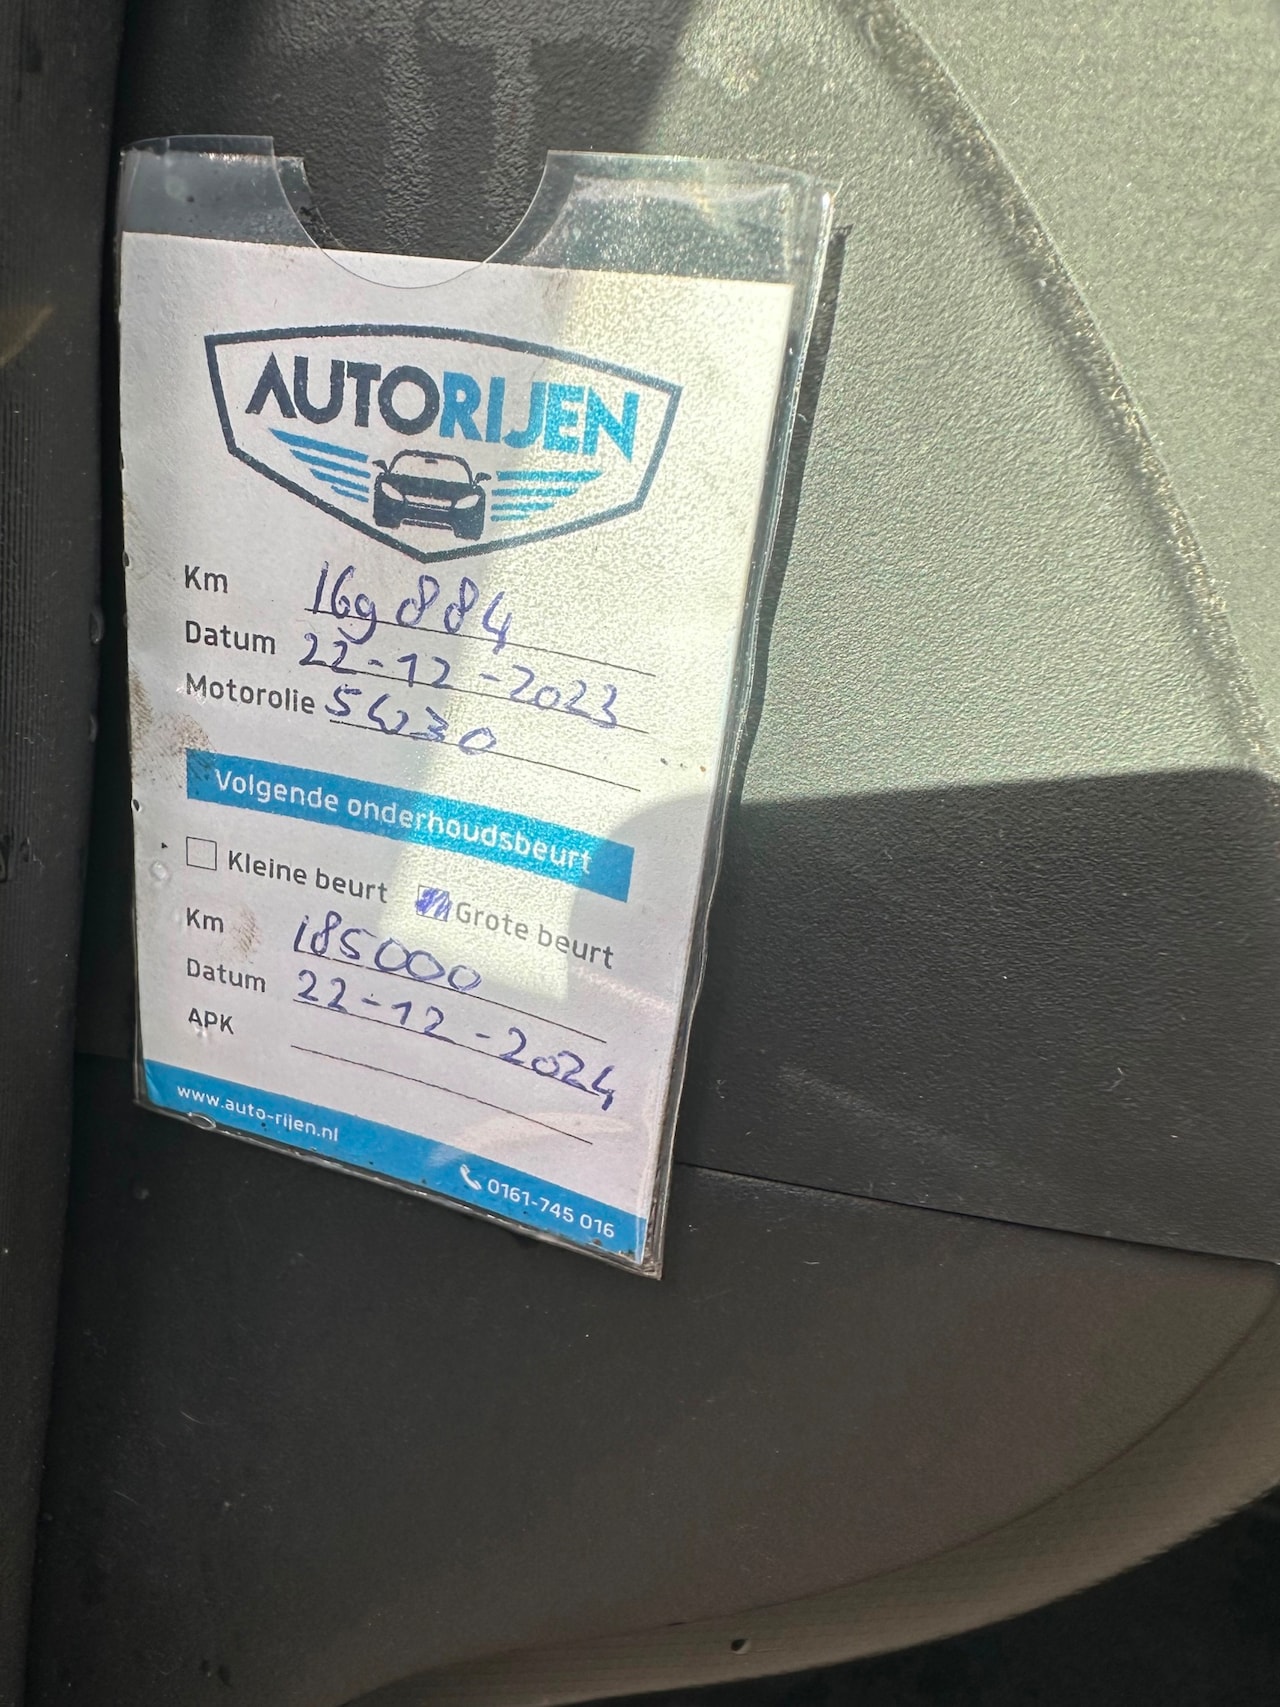 AUTORIJEN
Km 169884
Datum 22-12-2023
Motorolie 5W30
Volgende onderhoudsbeurt
Kleine beurt Grote beurt
Km 185000
Datum 22-12-2024
APK
www.auto-rijen.nl
0161-745 016